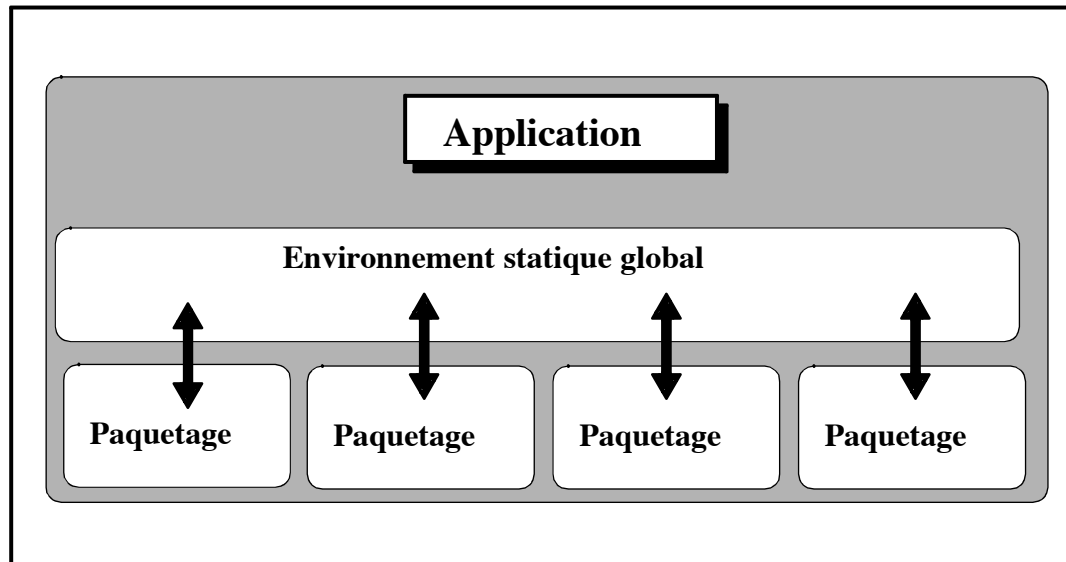 Application
Environnement statique global
Paquetage
Paquetage
Paquetage
Paquetage